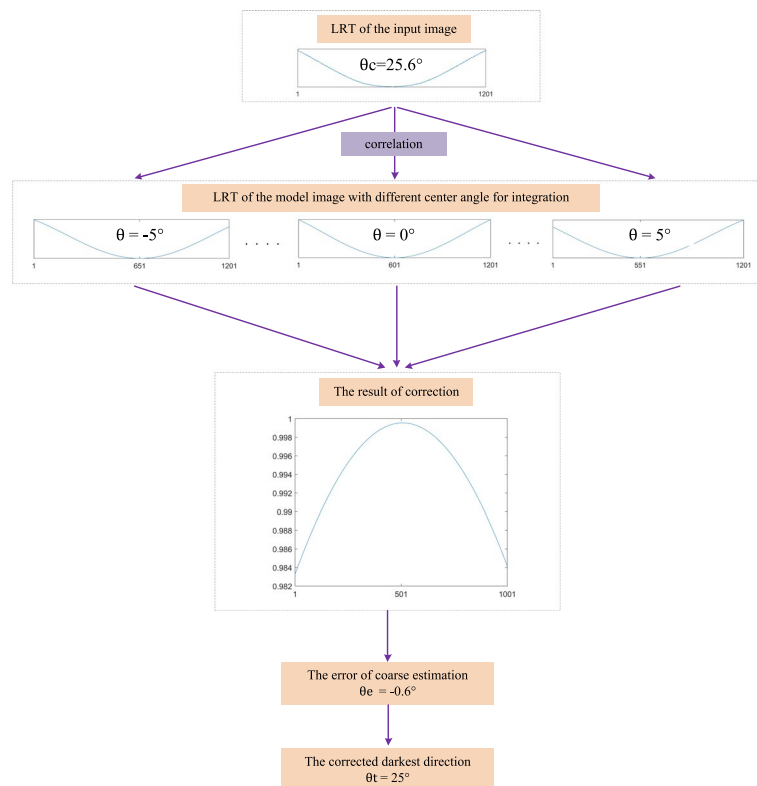 LRT of the input image
θc=25.6°
1 1201
correlation
LRT of the model image with different center angle for integration
θ = -5° . . . . θ = 0° . . . . θ = 5°
1 651 1201 1 601 1201 1 551 1201
The result of correction
1
0.998
0.996
0.994
0.992
0.99
0.988
0.986
0.984
0.982
1 501 1001
The error of coarse estimation
θe = -0.6°
The corrected darkest direction
θt = 25°